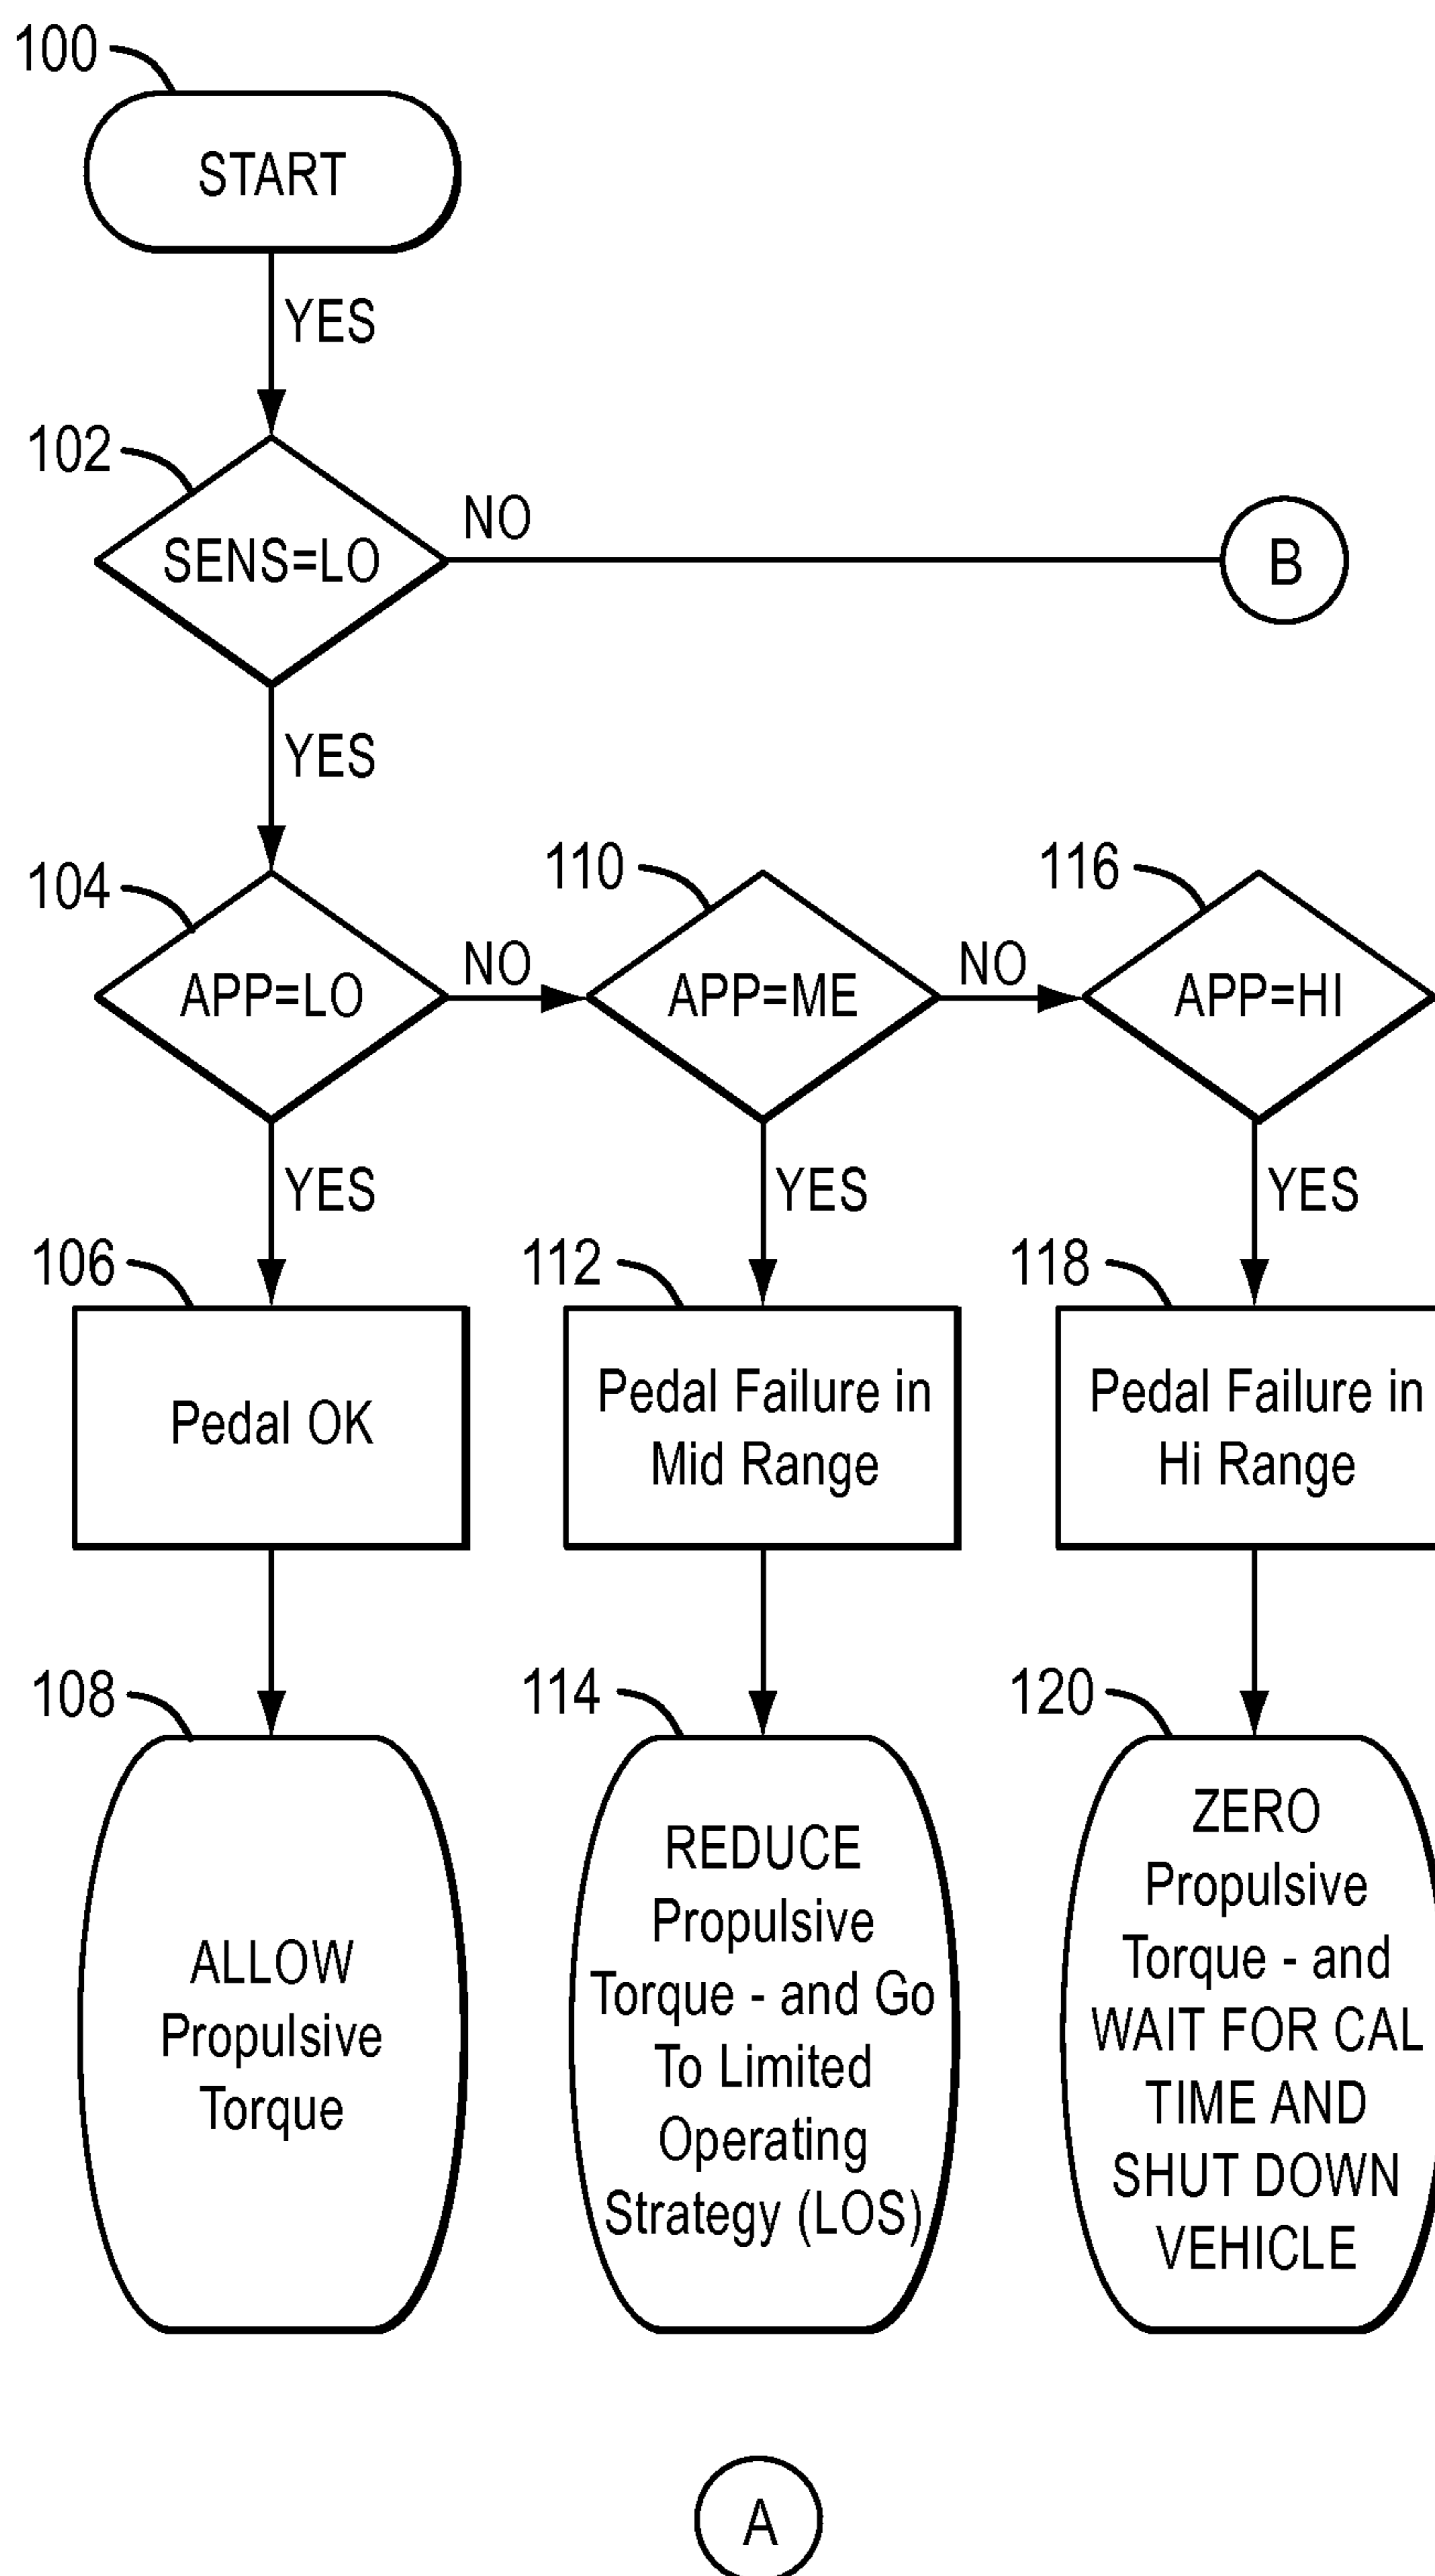 100
START
YES
102
SENS=LO
NO
B
YES
104
APP=LO
NO
110
APP=ME
NO
116
APP=HI
YES
YES
YES
106
Pedal OK
112
Pedal Failure in
Mid Range
118
Pedal Failure in
Hi Range
108
ALLOW
Propulsive
Torque
114
REDUCE
Propulsive
Torque - and Go
To Limited
Operating
Strategy (LOS)
120
ZERO
Propulsive
Torque - and
WAIT FOR CAL
TIME AND
SHUT DOWN
VEHICLE
A